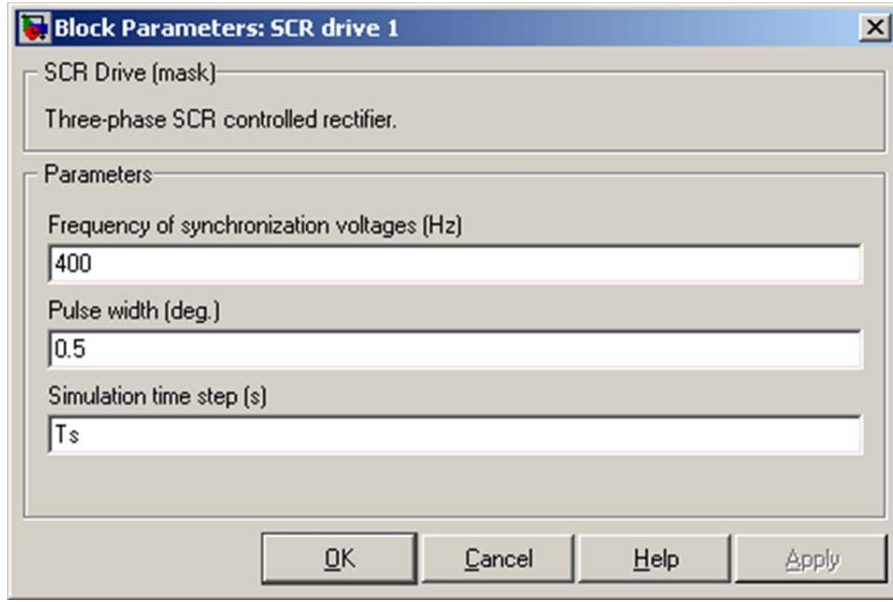 Block Parameters: SCR drive 1
SCR Drive (mask)
Three-phase SCR controlled rectifier.
Parameters
Frequency of synchronization voltages (Hz)
400
Pulse width (deg.)
0.5
Simulation time step (s)
Ts
OK Cancel Help Apply